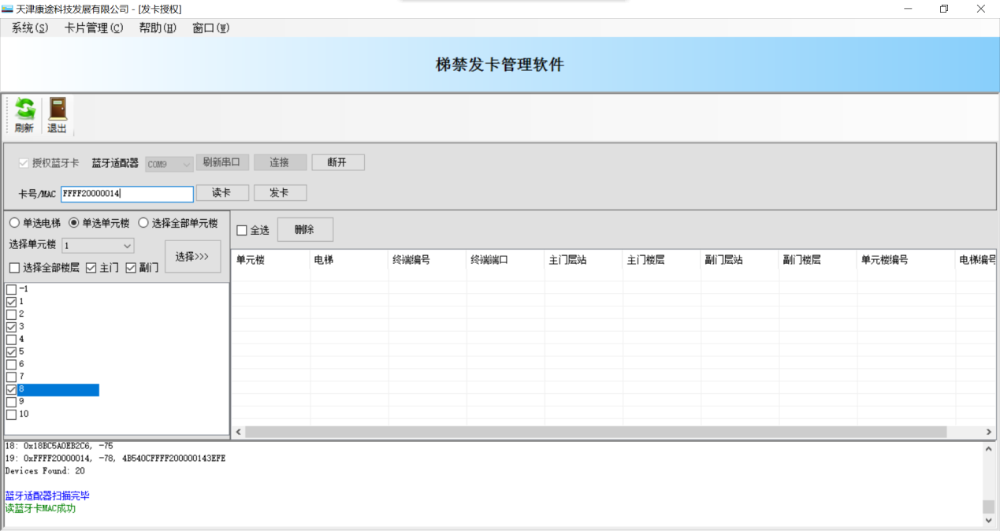 天津康途科技发展有限公司 - [发卡授权]
系统(S) 卡片管理(C) 帮助(H) 窗口(W)
梯禁发卡管理软件
刷新 退出
授权蓝牙卡 蓝牙适配器 COM9 刷新串口 连接 断开
卡号/MAC FFFF20000014 读卡 发卡
单选电梯 单选单元楼 选择全部单元楼
选择单元楼 1 选择>>>
选择全部楼层 主门 副门
全选 删除
单元楼 电梯 终端编号 终端端口 主门层站 主门楼层 副门层站 副门楼层 单元楼编号 电梯编号
-1
1
2
3
4
5
6
7
8
9
10
18: 0x18BC5A0EB2C6, -75
19: 0xFFFF20000014, -78, 4B540CFFFF200000143EFE
Devices Found: 20
蓝牙适配器扫描完毕
读蓝牙卡MAC成功